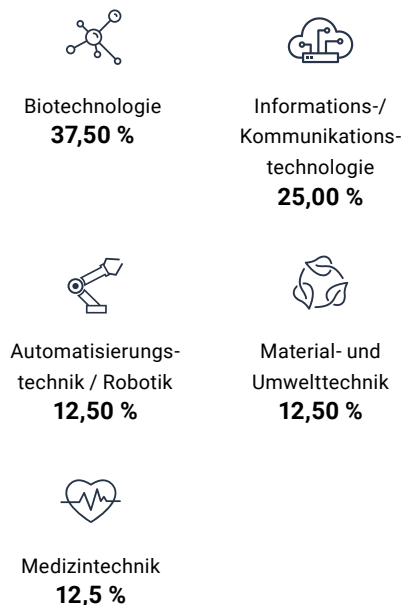 Biotechnologie
37,50 %
Informations-/
Kommunikations-
technologie
25,00 %
Automatisierungs-
technik / Robotik
12,50 %
Material- und
Umwelttechnik
12,50 %
Medizintechnik
12,5 %